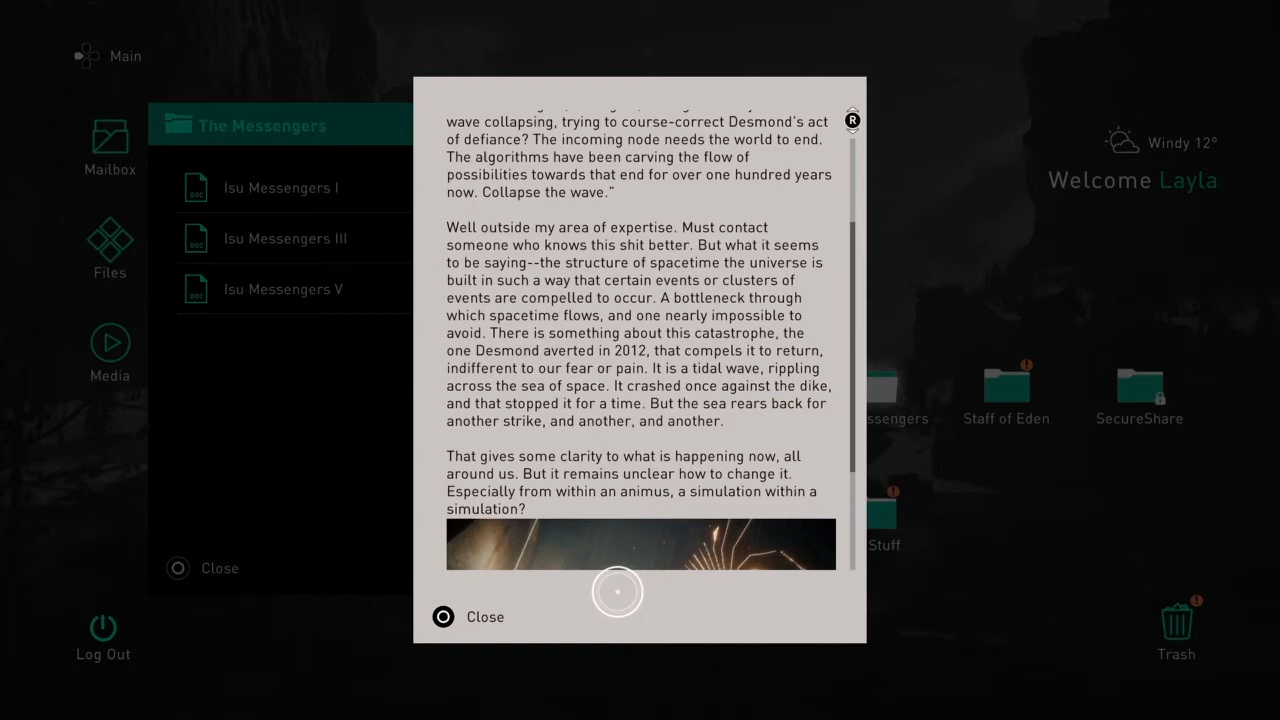 Main
The Messengers
Mailbox
Isu Messengers I
Isu Messengers III
Files
Isu Messengers V
Media
Close
Log Out
wave collapsing, trying to course-correct Desmond's act
of defiance? The incoming node needs the world to end.
The algorithms have been carving the flow of
possibilities towards that end for over one hundred years
now. Collapse the wave."
Well outside my area of expertise. Must contact
someone who knows this shit better. But what it seems
to be saying--the structure of spacetime the universe is
built in such a way that certain events or clusters of
events are compelled to occur. A bottleneck through
which spacetime flows, and one nearly impossible to
avoid. There is something about this catastrophe, the
one Desmond averted in 2012, that compels it to return,
indifferent to our fear or pain. It is a tidal wave, rippling
across the sea of space. It crashed once against the dike,
and that stopped it for a time. But the sea rears back for
another strike, and another, and another.
That gives some clarity to what is happening now, all
around us. But it remains unclear how to change it.
Especially from within an animus, a simulation within a
simulation?
Close
R
Windy 12°
Welcome Layla
ssengers
Staff of Eden
SecureShare
Stuff
Trash